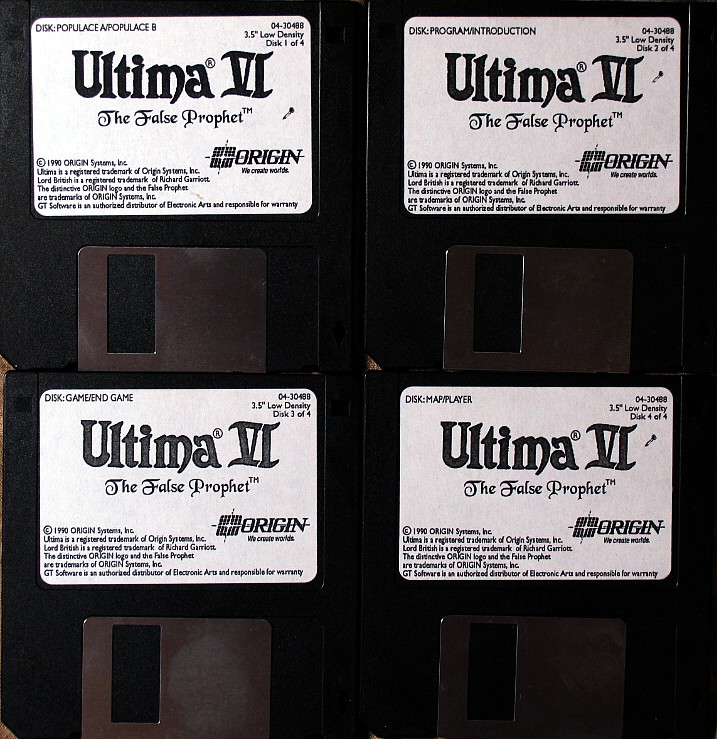 DISK: POPULACE A/POPULACE B
04-30488
3.5" Low Density
Disk 1 of 4
Ultima® VI
The False Prophet™
ORIGIN
We create worlds.
© 1990 ORIGIN Systems, Inc.
Ultima is a registered trademark of Origin Systems, Inc.
Lord British is a registered trademark of Richard Garriott.
The distinctive ORIGIN logo and the False Prophet
are trademarks of ORIGIN Systems, Inc.
GT Software is an authorized distributor of Electronic Arts and responsible for warranty
DISK: PROGRAM/INTRODUCTION
04-30488
3.5" Low Density
Disk 2 of 4
Ultima® VI
The False Prophet™
ORIGIN
We create worlds.
© 1990 ORIGIN Systems, Inc.
Ultima is a registered trademark of Origin Systems, Inc.
Lord British is a registered trademark of Richard Garriott.
The distinctive ORIGIN logo and the False Prophet
are trademarks of ORIGIN Systems, Inc.
GT Software is an authorized distributor of Electronic Arts and responsible for warranty
DISK: GAME/END GAME
04-30488
3.5" Low Density
Disk 3 of 4
Ultima® VI
The False Prophet™
ORIGIN
We create worlds.
© 1990 ORIGIN Systems, Inc.
Ultima is a registered trademark of Origin Systems, Inc.
Lord British is a registered trademark of Richard Garriott.
The distinctive ORIGIN logo and the False Prophet
are trademarks of ORIGIN Systems, Inc.
GT Software is an authorized distributor of Electronic Arts and responsible for warranty
DISK: MAP/PLAYER
04-30488
3.5" Low Density
Disk 4 of 4
Ultima® VI
The False Prophet™
ORIGIN
We create worlds.
© 1990 ORIGIN Systems, Inc.
Ultima is a registered trademark of Origin Systems, Inc.
Lord British is a registered trademark of Richard Garriott.
The distinctive ORIGIN logo and the False Prophet
are trademarks of ORIGIN Systems, Inc.
GT Software is an authorized distributor of Electronic Arts and responsible for warranty